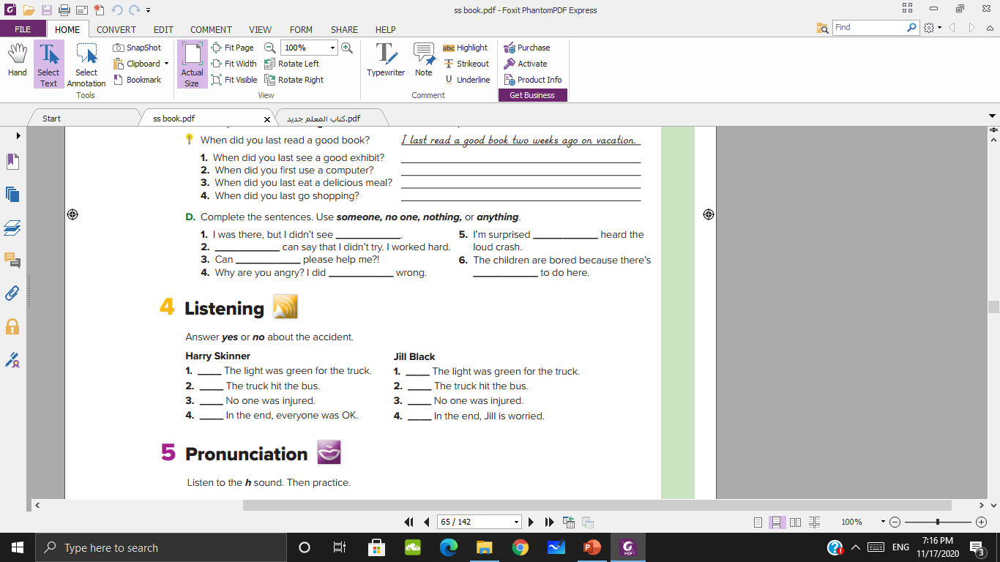 ss book.pdf - Foxit PhantomPDF Express
FILE HOME CONVERT EDIT COMMENT VIEW FORM SHARE HELP
Find
Hand
Select Text
Select Annotation
SnapShot
Clipboard
Bookmark
Tools
Actual Size
Fit Page
Fit Width
Fit Visible
100%
Rotate Left
Rotate Right
View
Typewriter
Note
Highlight
Strikeout
Underline
Comment
Purchase
Activate
Product Info
Get Business
Start
ss book.pdf
كتاب المعلم جديد.pdf
When did you last read a good book? I last read a good book two weeks ago on vacation.
1. When did you last see a good exhibit? ____________
2. When did you first use a computer? ____________
3. When did you last eat a delicious meal? ____________
4. When did you last go shopping? ____________
D. Complete the sentences. Use someone, no one, nothing, or anything.
1. I was there, but I didn't see ____________.
2. ____________ can say that I didn't try. I worked hard.
3. Can ____________ please help me?!
4. Why are you angry? I did ____________ wrong.
5. I'm surprised ____________ heard the
loud crash.
6. The children are bored because there's
____________ to do here.
4 Listening
Answer yes or no about the accident.
Harry Skinner
1. ____ The light was green for the truck.
2. ____ The truck hit the bus.
3. ____ No one was injured.
4. ____ In the end, everyone was OK.
Jill Black
1. ____ The light was green for the truck.
2. ____ The truck hit the bus.
3. ____ No one was injured.
4. ____ In the end, Jill is worried.
5 Pronunciation
Listen to the h sound. Then practice.
65 / 142
100%
Type here to search
ENG
7:16 PM
11/17/2020
3